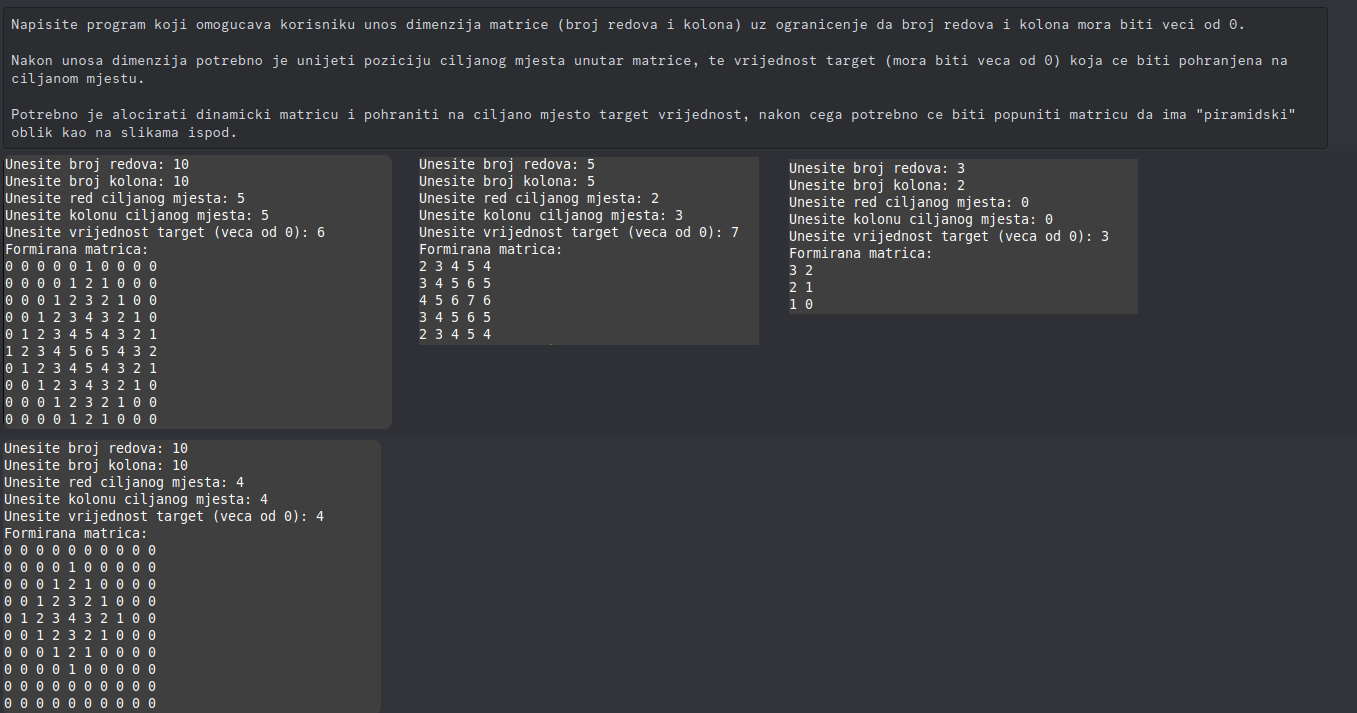 Napisite program koji omogucava korisniku unos dimenzija matrice (broj redova i kolona) uz ogranicenje da broj redova i kolona mora biti veci od 0.
Nakon unosa dimenzija potrebno je unijeti poziciju ciljanog mjesta unutar matrice, te vrijednost target (mora biti veca od 0) koja ce biti pohranjena na
ciljanom mjestu.
Potrebno je alocirati dinamicki matricu i pohraniti na ciljano mjesto target vrijednost, nakon cega potrebno ce biti popuniti matricu da ima "piramidski"
oblik kao na slikama ispod.
Unesite broj redova: 10
Unesite broj kolona: 10
Unesite red ciljanog mjesta: 5
Unesite kolonu ciljanog mjesta: 5
Unesite vrijednost target (veca od 0): 6
Formirana matrica:
0 0 0 0 0 1 0 0 0 0
0 0 0 0 1 2 1 0 0 0
0 0 0 1 2 3 2 1 0 0
0 0 1 2 3 4 3 2 1 0
0 1 2 3 4 5 4 3 2 1
1 2 3 4 5 6 5 4 3 2
0 1 2 3 4 5 4 3 2 1
0 0 1 2 3 4 3 2 1 0
0 0 0 1 2 3 2 1 0 0
0 0 0 0 1 2 1 0 0 0
Unesite broj redova: 5
Unesite broj kolona: 5
Unesite red ciljanog mjesta: 2
Unesite kolonu ciljanog mjesta: 3
Unesite vrijednost target (veca od 0): 7
Formirana matrica:
2 3 4 5 4
3 4 5 6 5
4 5 6 7 6
3 4 5 6 5
2 3 4 5 4
Unesite broj redova: 3
Unesite broj kolona: 2
Unesite red ciljanog mjesta: 0
Unesite kolonu ciljanog mjesta: 0
Unesite vrijednost target (veca od 0): 3
Formirana matrica:
3 2
2 1
1 0
Unesite broj redova: 10
Unesite broj kolona: 10
Unesite red ciljanog mjesta: 4
Unesite kolonu ciljanog mjesta: 4
Unesite vrijednost target (veca od 0): 4
Formirana matrica:
0 0 0 0 0 0 0 0 0 0
0 0 0 0 1 0 0 0 0 0
0 0 0 1 2 1 0 0 0 0
0 0 1 2 3 2 1 0 0 0
0 1 2 3 4 3 2 1 0 0
0 0 1 2 3 2 1 0 0 0
0 0 0 1 2 1 0 0 0 0
0 0 0 0 1 0 0 0 0 0
0 0 0 0 0 0 0 0 0 0
0 0 0 0 0 0 0 0 0 0